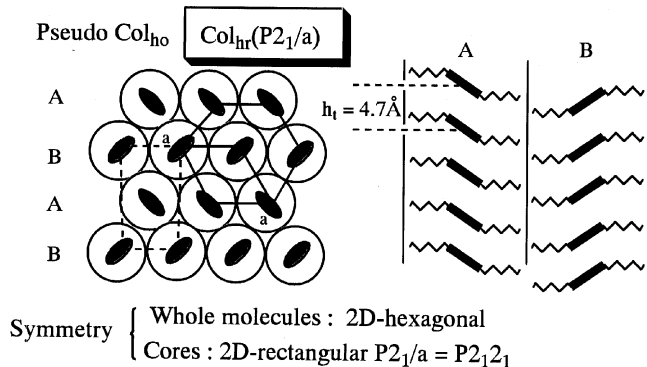 Pseudo Colho
Colhr(P21/a)
A
B
A
B
A
B
a
a
ht = 4.7Å
Symmetry
Whole molecules : 2D-hexagonal
Cores : 2D-rectangular P21/a = P2121